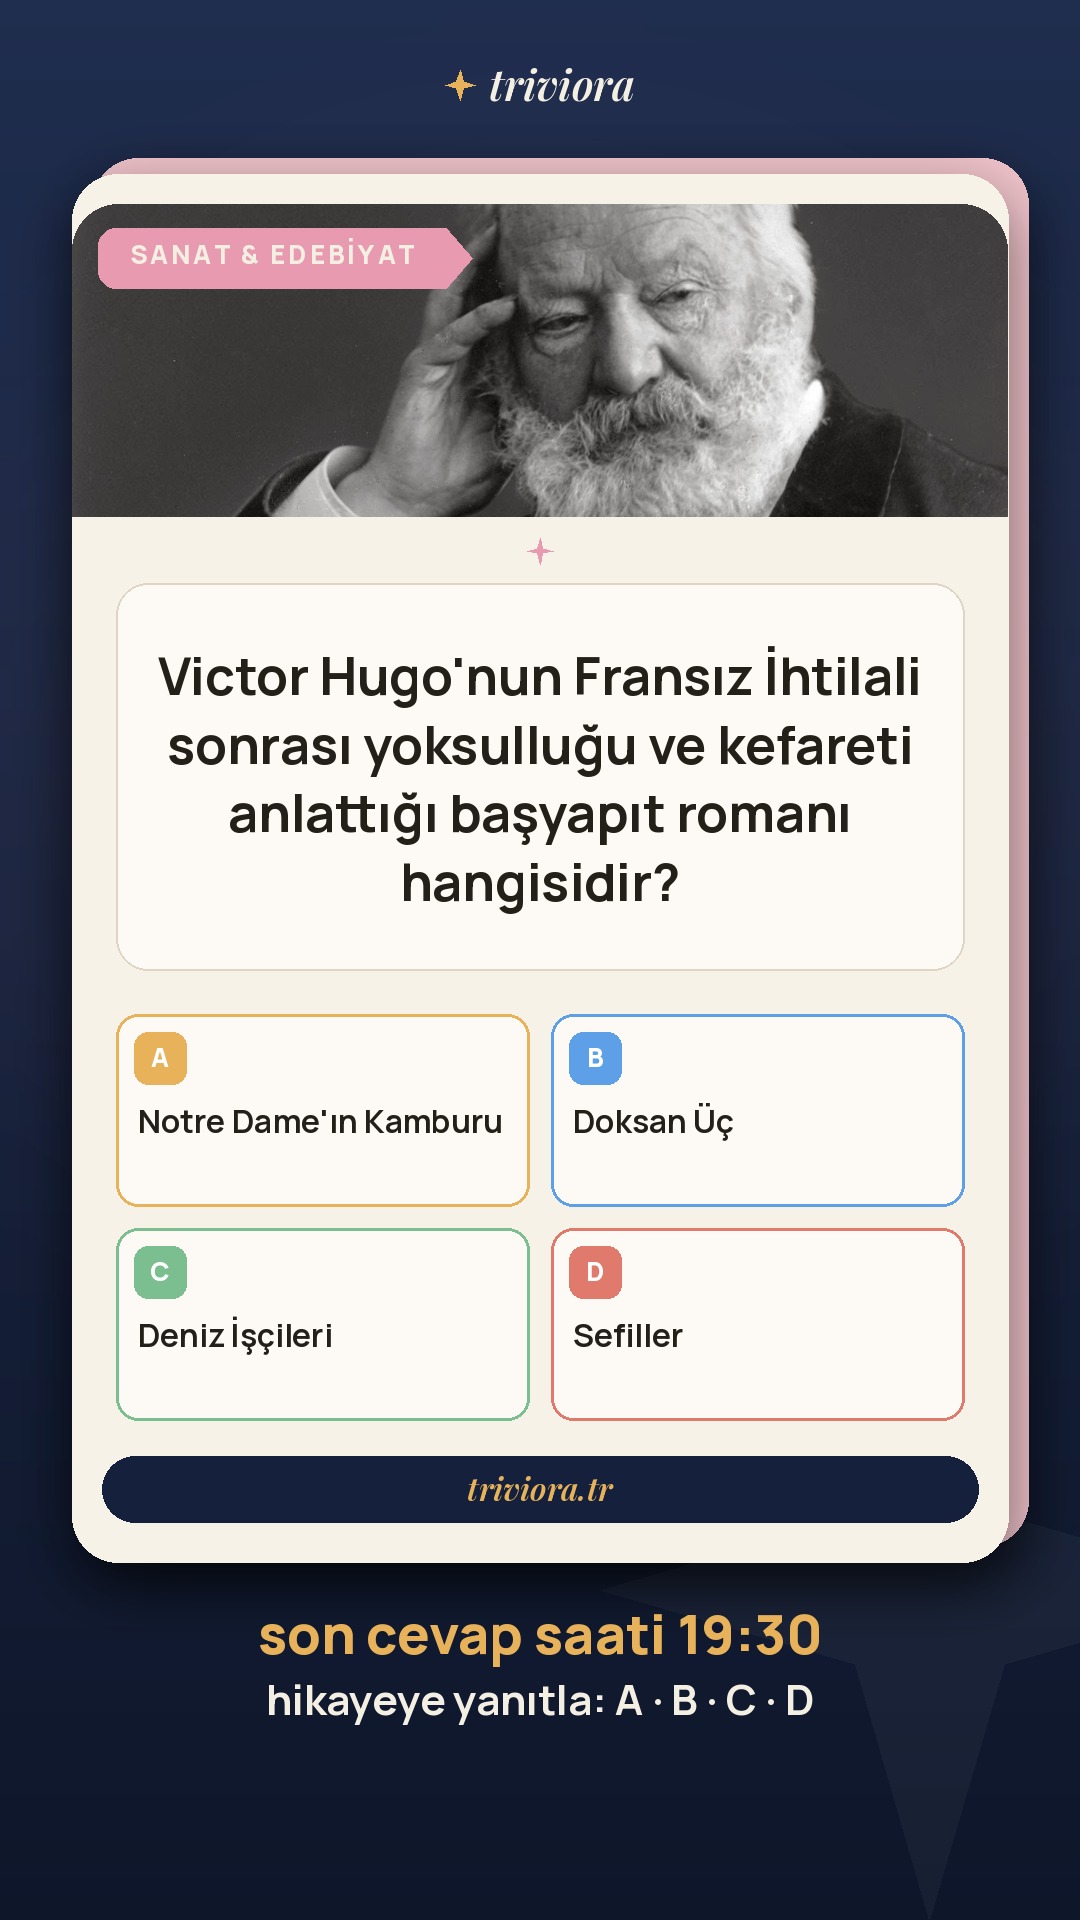 triviora
SANAT & EDEBİYAT
Victor Hugo'nun Fransız İhtilali
sonrası yoksulluğu ve kefareti
anlattığı başyapıt romanı
hangisidir?
A
Notre Dame'ın Kamburu
B
Doksan Üç
C
Deniz İşçileri
D
Sefiller
triviora.tr
son cevap saati 19:30
hikayeye yanıtla: A · B · C · D